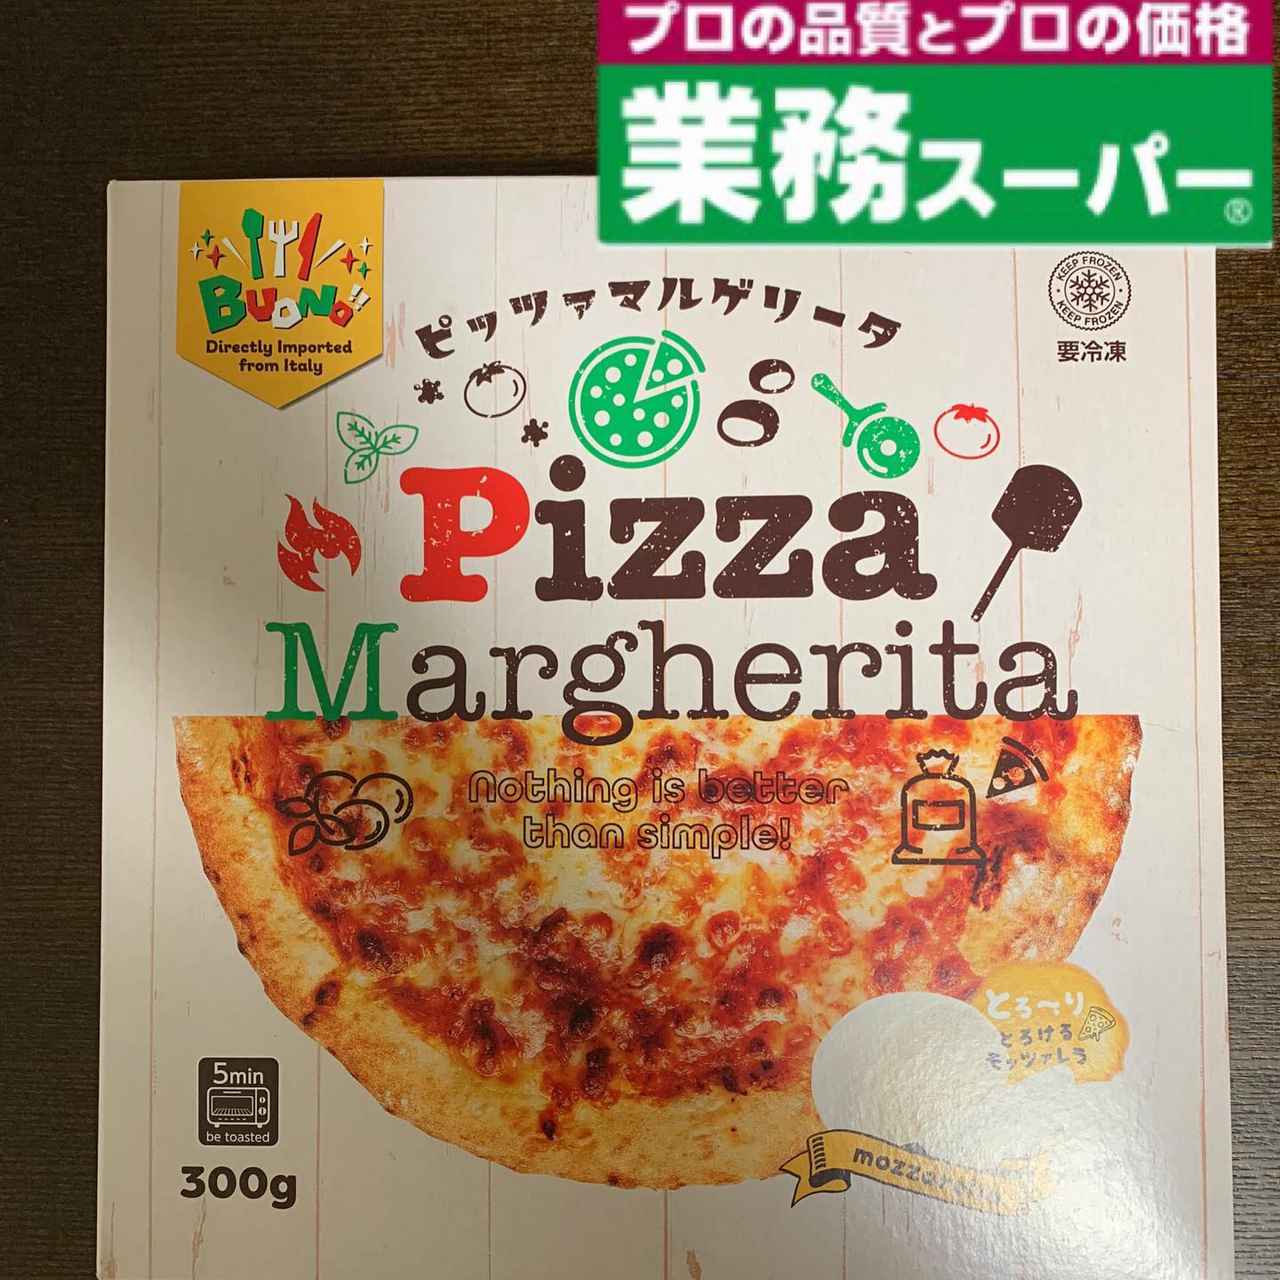 プロの品質とプロの価格
業務スーパー®
BUONO!!
Directly Imported
from Italy
KEEP FROZEN
KEEP FROZEN
要冷凍
ピッツァマルゲリータ
Pizza
Margherita
Nothing is better
than simple!
とろ〜り
とろける
モッツァレラ
mozzarella
5min
be toasted
300g